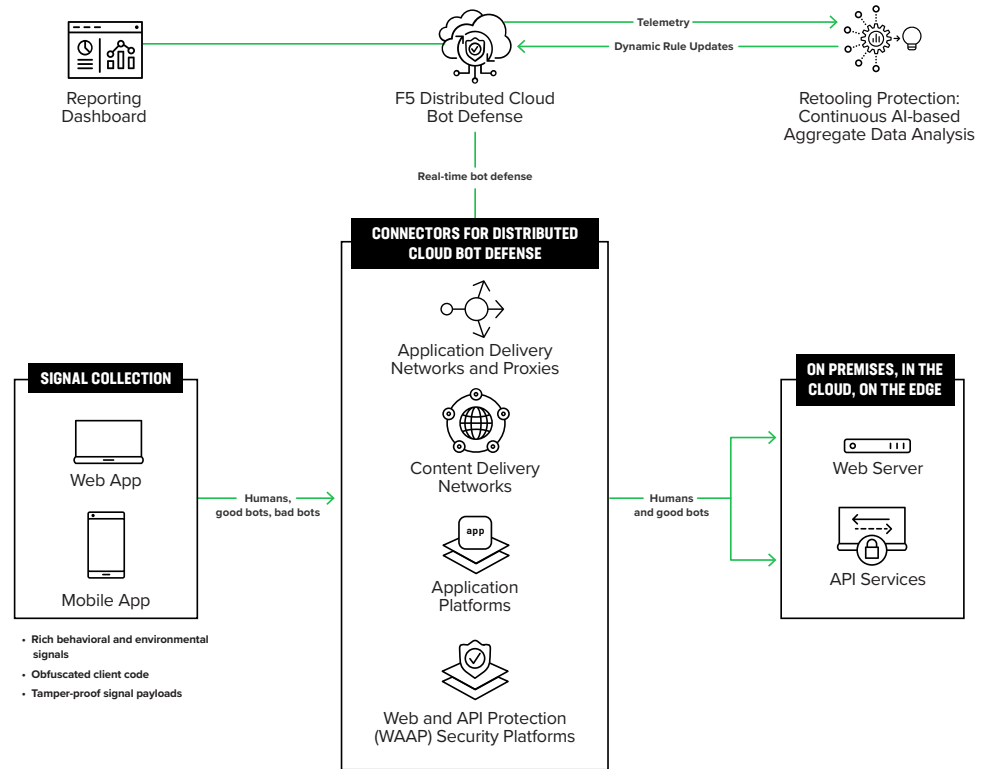 Telemetry
Dynamic Rule Updates
Reporting
Dashboard
F5 Distributed Cloud
Bot Defense
Retooling Protection:
Continuous AI-based
Aggregate Data Analysis
Real-time bot defense
CONNECTORS FOR DISTRIBUTED
CLOUD BOT DEFENSE
Application Delivery
Networks and Proxies
Content Delivery
Networks
app
Application
Platforms
Web and API Protection
(WAAP) Security Platforms
SIGNAL COLLECTION
Web App
Mobile App
• Rich behavioral and environmental
signals
• Obfuscated client code
• Tamper-proof signal payloads
Humans,
good bots, bad bots
Humans
and good bots
ON PREMISES, IN THE
CLOUD, ON THE EDGE
Web Server
API Services